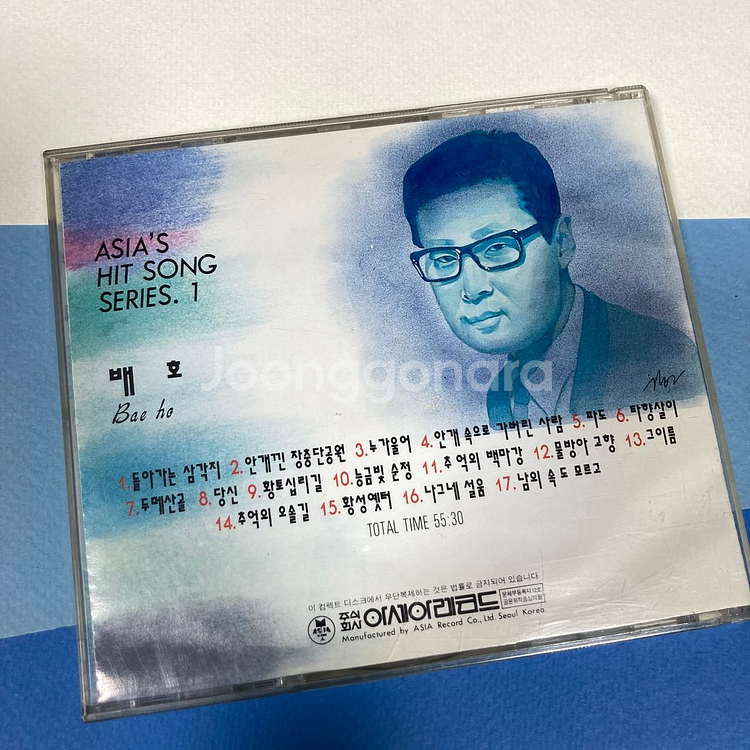 ASIA'S
HIT SONG
SERIES. 1
배 호
Bae ho
Joonggonara
1.돌아가는 삼각지 2.안개낀 장충단공원 3.누가울어 4.안개 속으로 가버린 사람 5.파도 6.타향살이
7.두메산골 8.당신 9.황토십리길 10.능금빛 순정 11.추억의 백마강 12.물방아 고향 13.그이름
14.추억의 오솔길 15.황성옛터 16.나그네 설움 17.남의 속도 모르고
TOTAL TIME 55:30
이 컴펙트 디스크에서 무단복제하는 것은 법률로 금지되어 있습니다
ASIA
주식회사 아세아레코드
Manufactured by ASIA Record Co., Ltd. Seoul Korea